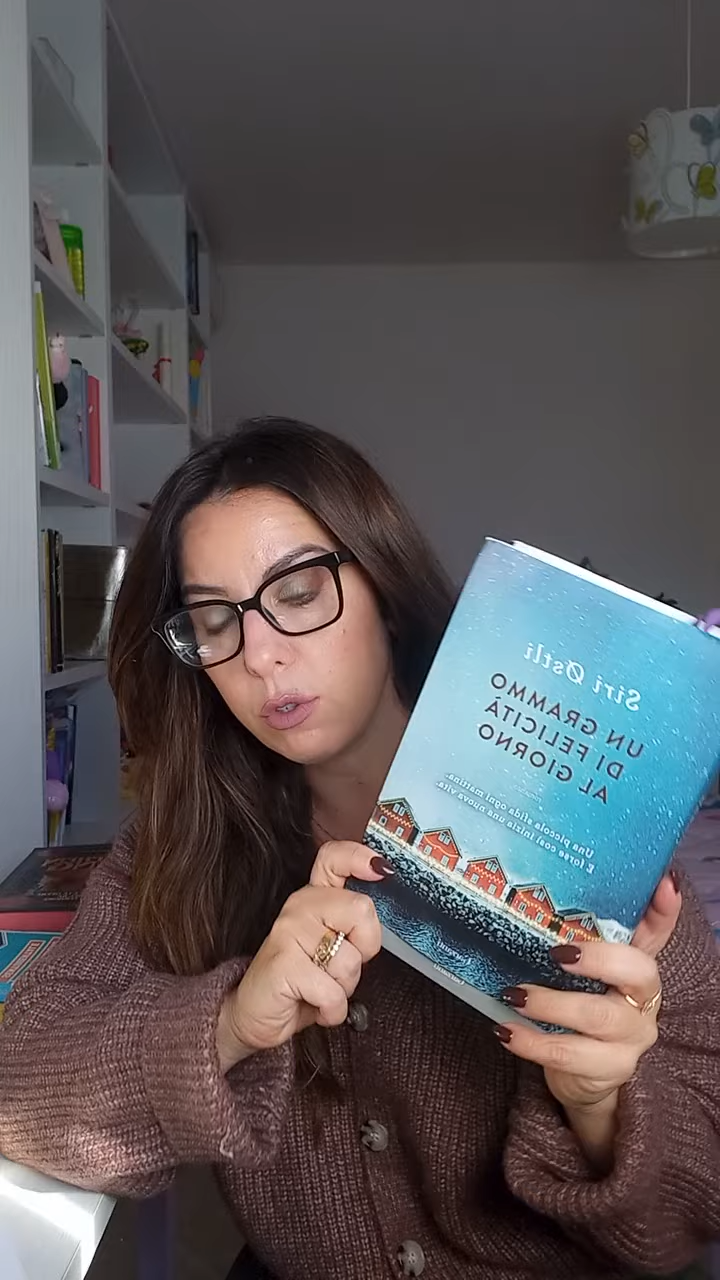 Siri Østli
UN GRAMMO
DI FELICITÀ
AL GIORNO
Una piccola sfida ogni mattina.
E forse così inizia una nuova vita.